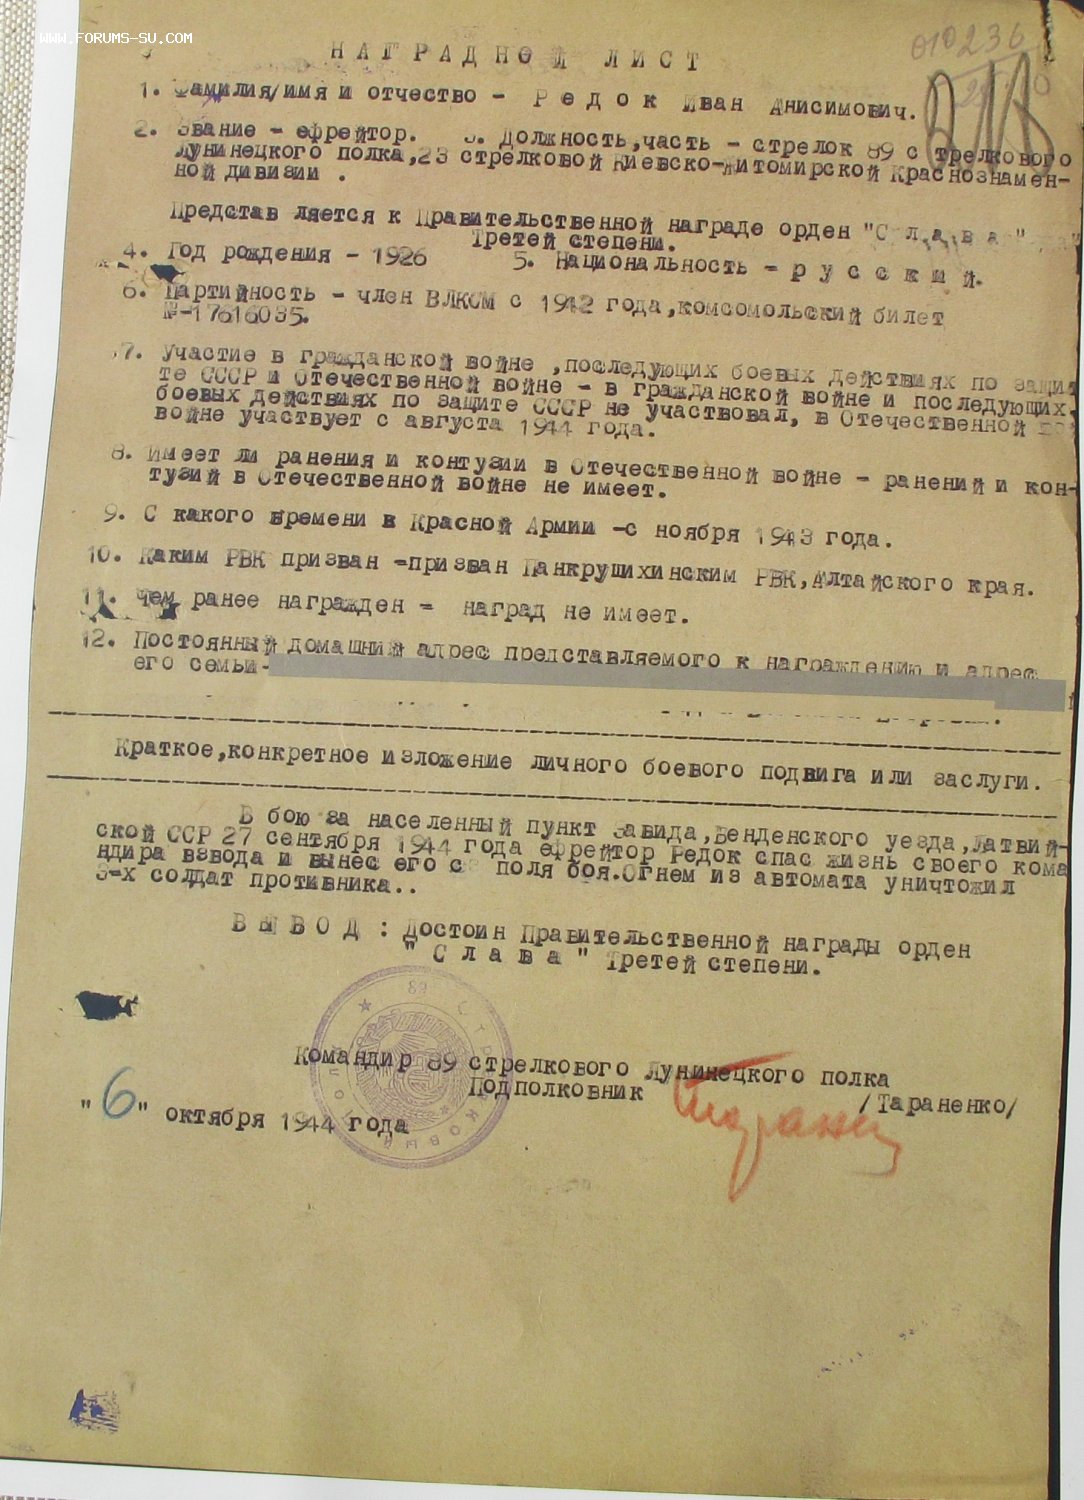 WWW.FORUMS-SU.COM
010236
НАГРАДНОЙ ЛИСТ
1. Фамилия/имя и отчество - Р е д о к Иван Анисимович.
2. Звание - ефрейтор. 3. Должность,часть - стрелок 89 стрелкового
Лунинецкого полка,23 стрелковой Киевско-Житомирской Краснознамен-
ной дивизии .
Представ ляется к Правительственной награде орден "С л а в а"
Третей степени.
4. Год рождения - 1926 5. Национальность - р у с с к и й.
6. Партийность - член ВЛКСМ с 1942 года,комсомольский билет
№-17616035.
7. Участие в гражданской войне ,последующих боевых действиях по защи
те СССР и Отечественной войне - в гражданской войне и последующих
боевых действиях по защите СССР не участвовал, в Отечественной
войне участвует с августа 1944 года.
8. Имеет ли ранения и контузии в Отечественной войне - ранений и кон-
тузий в Отечественной войне не имеет.
9. С какого времени в Красной Армии -с ноября 1943 года.
10. Каким РВК призван -призван Панкрушихинским РВК,Алтайского края.
11. Чем ранее награжден - наград не имеет.
12. Постоянный домашний адрес представляемого к награждению и адрес
его семьи-
Краткое,конкретное изложение личного боевого подвига или заслуги.
В бою за населенный пункт Завида,Венденского уезда,Латвий-
ской ССР 27 сентября 1944 года ефрейтор Редок спас жизнь своего кома
ндира взвода и вынес его с поля боя.Огнем из автомата уничтожил
3-х солдат противника..
В Ы В О Д : Достоин Правительственной награды орден
" С л а в а " Третей степени.
Командир 89 стрелкового Лунинецкого полка
Подполковник /Тараненко/
"6" октября 1944 года
89 СТРЕЛКОВЫЙ ПОЛК